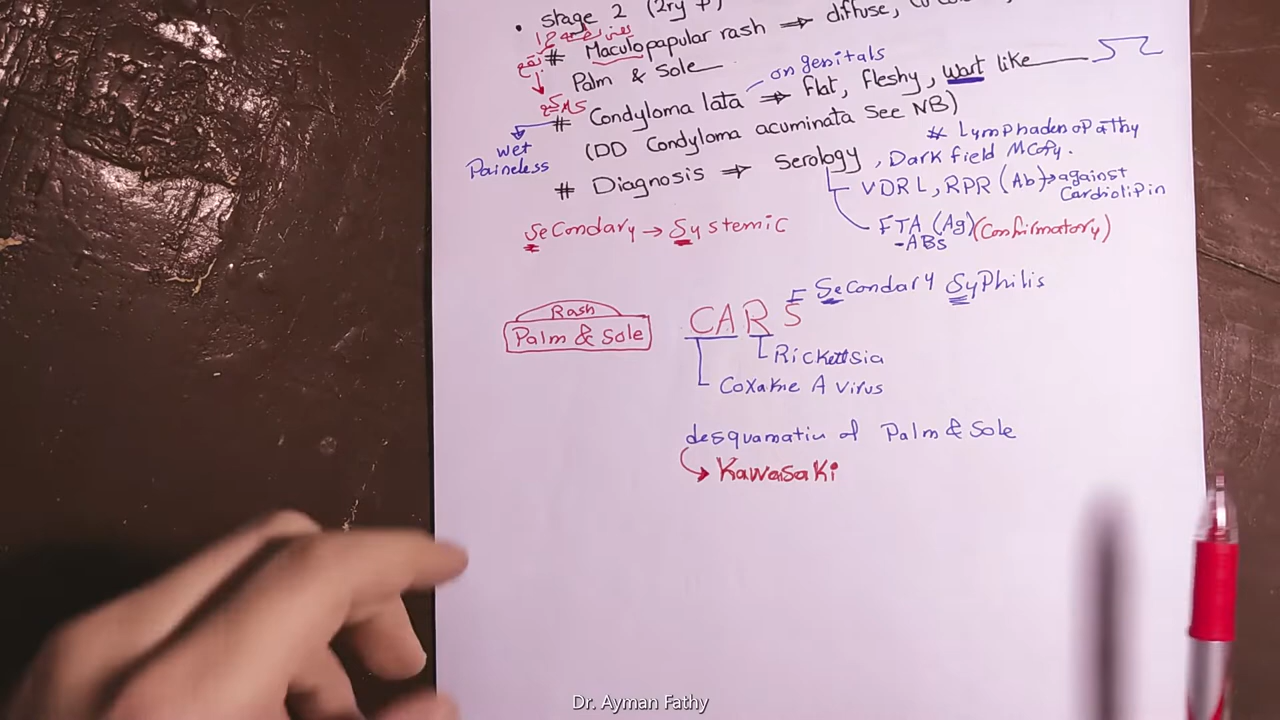 • stage 2 (2ry
# Maculopapular rash ⇒ diffuse,
Palm & Sole
on genitals
# Condyloma lata ⇒ flat, fleshy, wart like
wet
Painless
(DD Condyloma acuminata See NB)
* LymphadenoPathy
# Diagnosis ⇒ Serology, Dark field MCoPy.
VDRL, RPR (Ab)→against
Cardiolipin
FTA (Ag)(Confirmatory)
-ABs
Secondary → Systemic
Rash
Palm & Sole
CARS
Secondary SyPhilis
Rickettsia
Coxakie A virus
desquamatin of Palm & Sole
Kawasaki
Dr. Ayman Fathy